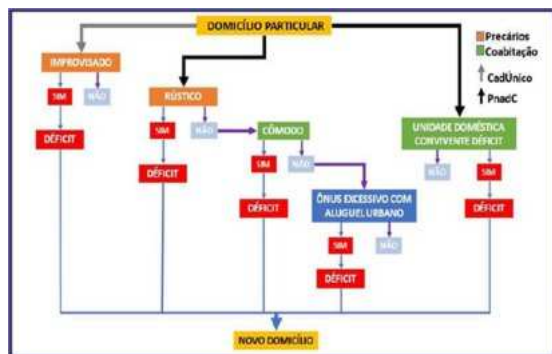 DOMICÍLIO PARTICULAR
Precários
Coabitação
CadÚnico
PnadC
IMPROVISADO
SIM
NÃO
DÉFICIT
RÚSTICO
SIM
NÃO
DÉFICIT
CÔMODO
SIM
NÃO
DÉFICIT
ÔNUS EXCESSIVO COM
ALUGUEL URBANO
SIM
NÃO
DÉFICIT
UNIDADE DOMÉSTICA
CONVIVENTE DÉFICIT
NÃO
SIM
DÉFICIT
NOVO DOMICÍLIO